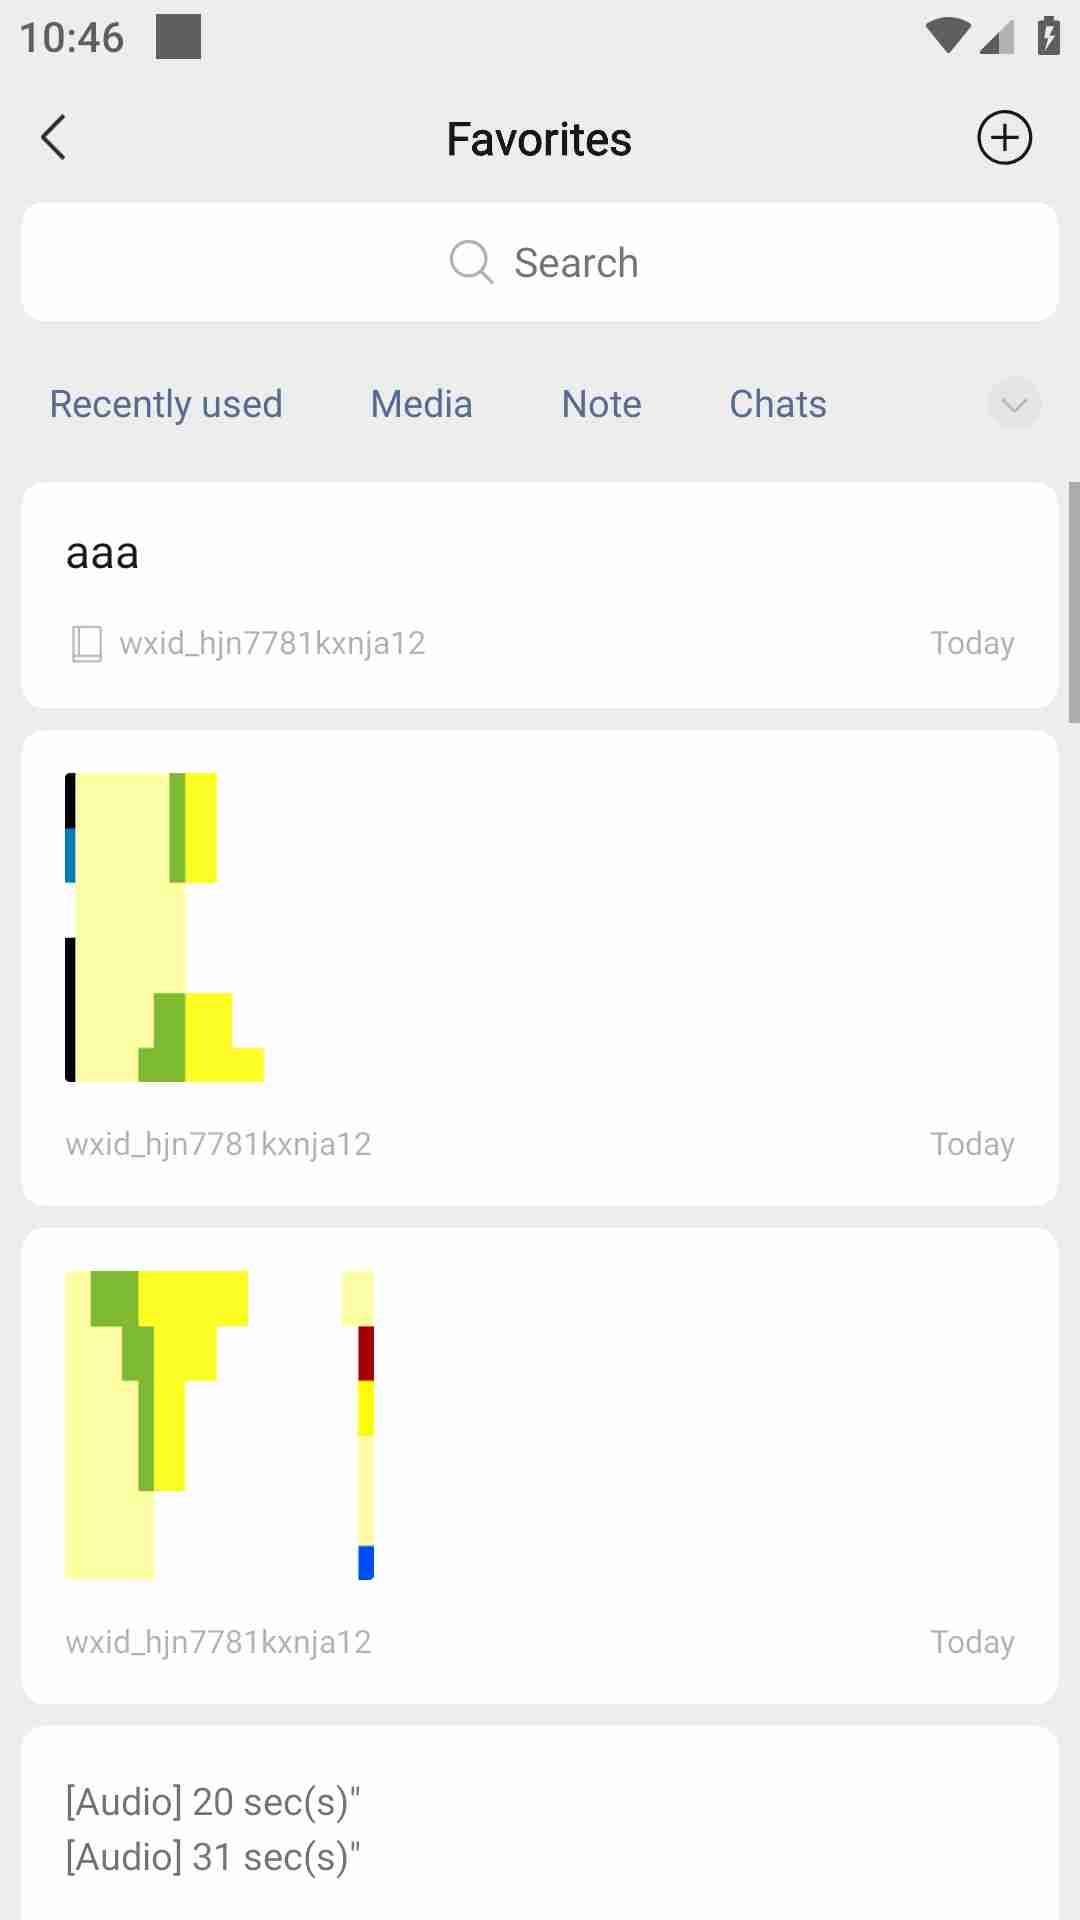 10:46
Favorites
Search
Recently used Media Note Chats
aaa
wxid_hjn7781kxnja12 Today
wxid_hjn7781kxnja12 Today
wxid_hjn7781kxnja12 Today
[Audio] 20 sec(s)"
[Audio] 31 sec(s)"